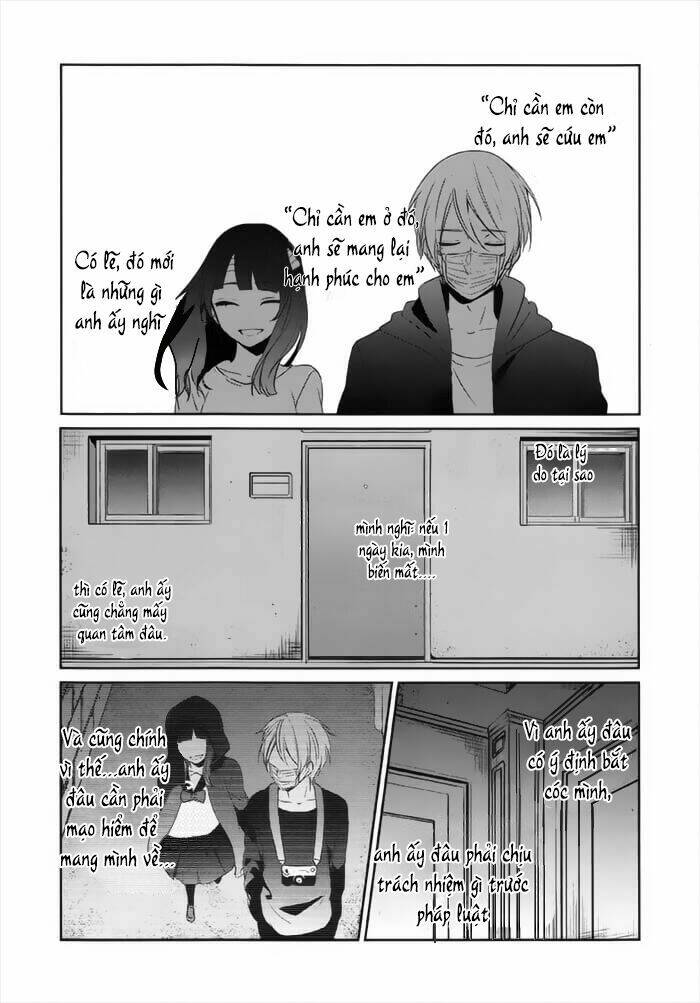 “Chỉ cần em còn
đó, anh sẽ cứu em”
“Chỉ cần em ở đó,
anh sẽ mang lại
hạnh phúc cho em”
Có lẽ, đó mới
là những gì
anh ấy nghĩ
Đó là lý
do tại sao
mình nghĩ: nếu 1
ngày kia, mình
biến mất....
thì có lẽ, anh ấy
cũng chẳng mấy
quan tâm đâu.
Vì anh ấy đâu
có ý định bắt
cóc mình,
anh ấy đâu phải chịu
trách nhiệm gì trước
pháp luật
Và cũng chính
vì thế...anh ấy
đâu cần phải
mạo hiểm để
mang mình về...